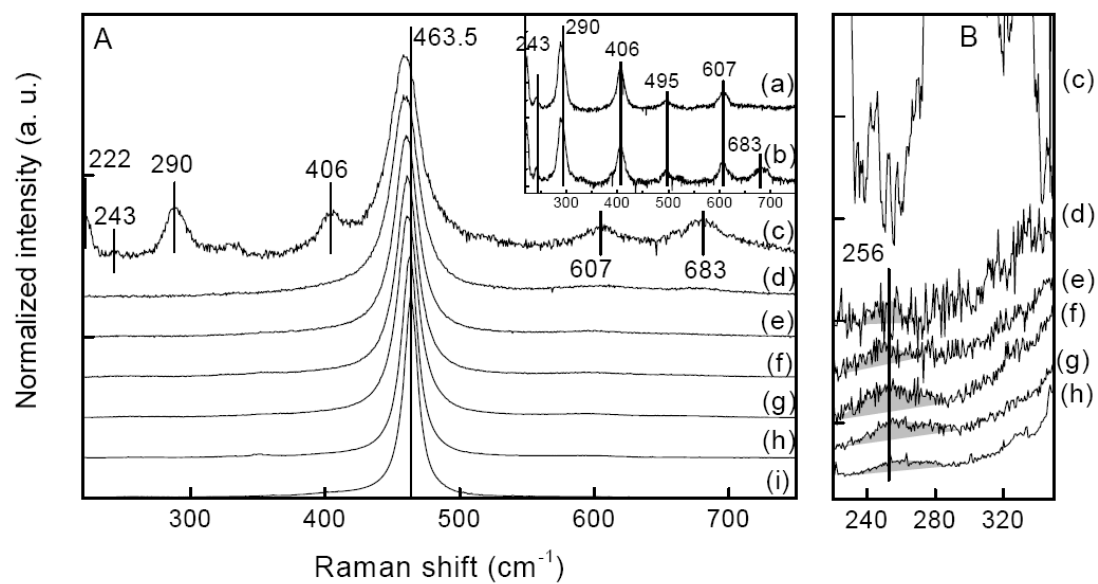 A
463.5
243
290
406
495
607
(a)
683
(b)
300
400
500
600
700
222
243
290
406
(c)
607
683
(d)
(e)
(f)
(g)
(h)
(i)
300
400
500
600
700
Normalized intensity (a. u.)
Raman shift (cm-1)
B
(c)
(d)
256
(e)
(f)
(g)
(h)
240
280
320